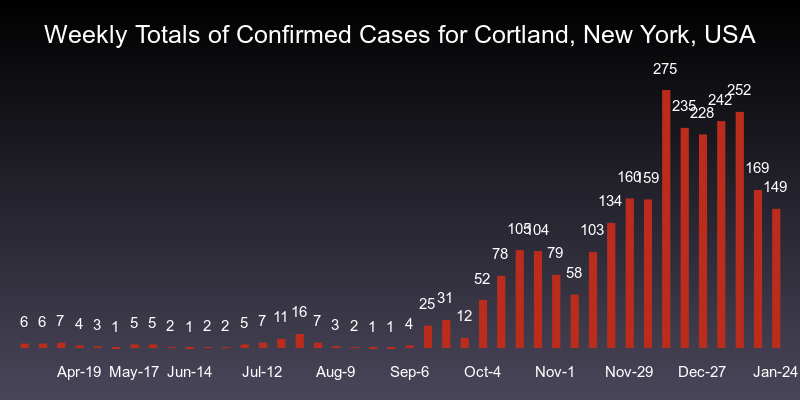 Weekly Totals of Confirmed Cases for Cortland, New York, USA
6 6 7 4 3 1 5 5 2 1 2 2 5 7 11 16 7 3 2 1 1 4 25 31 12 52 78 105 104 79 58 103 134 160 159 275 235 228 242 252 169 149
Apr-19 May-17 Jun-14 Jul-12 Aug-9 Sep-6 Oct-4 Nov-1 Nov-29 Dec-27 Jan-24